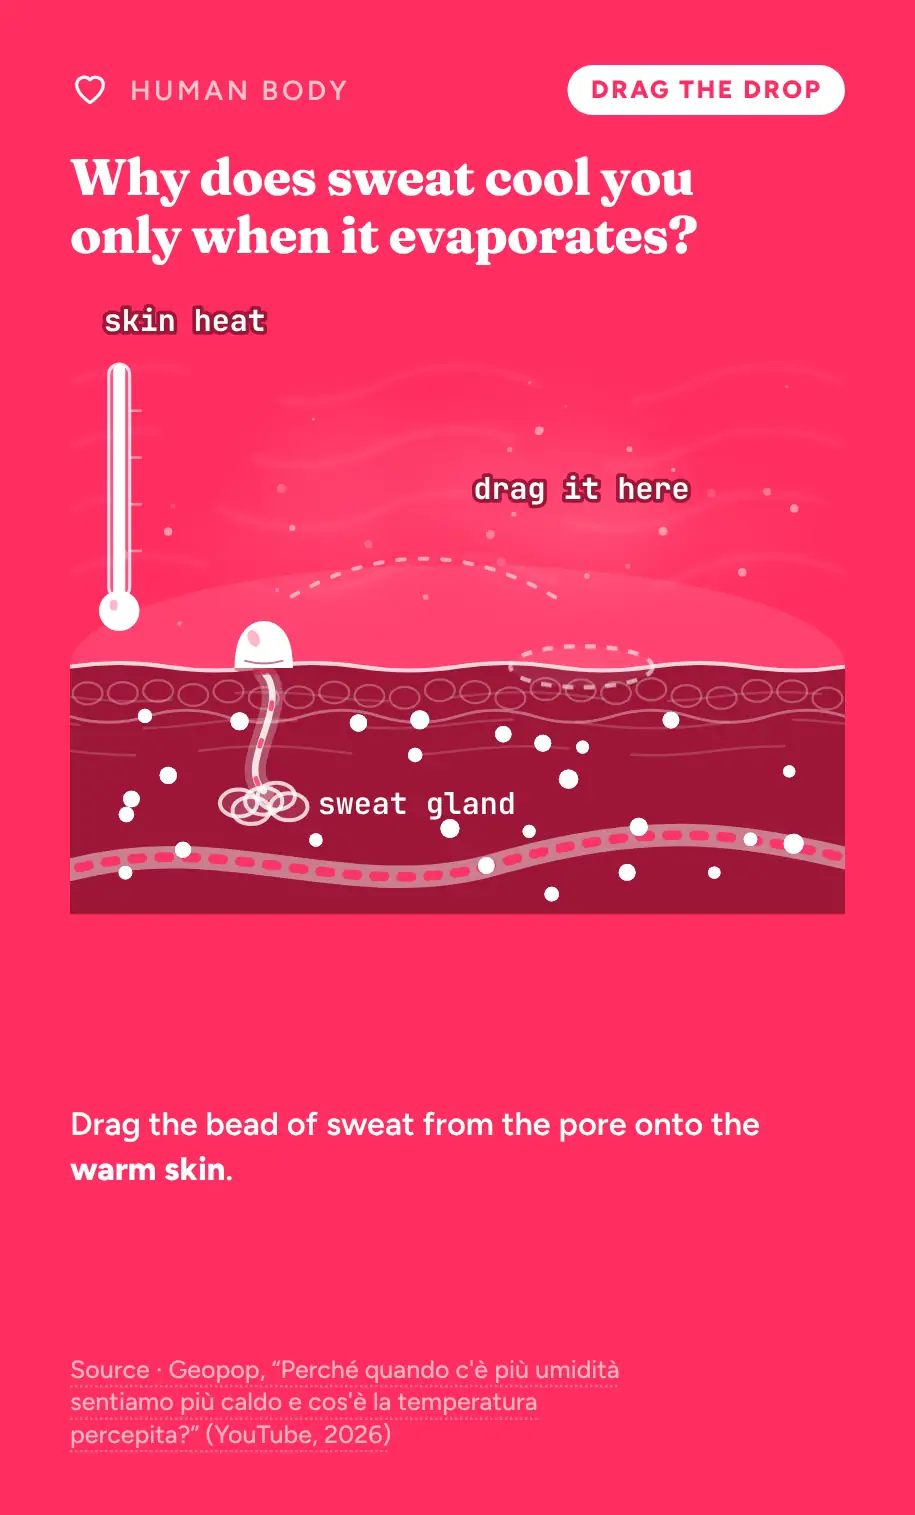 HUMAN BODY
DRAG THE DROP
Why does sweat cool you
only when it evaporates?
skin heat
drag it here
sweat gland
Drag the bead of sweat from the pore onto the
warm skin.
Source · Geopop, “Perché quando c'è più umidità
sentiamo più caldo e cos'è la temperatura
percepita?” (YouTube, 2026)